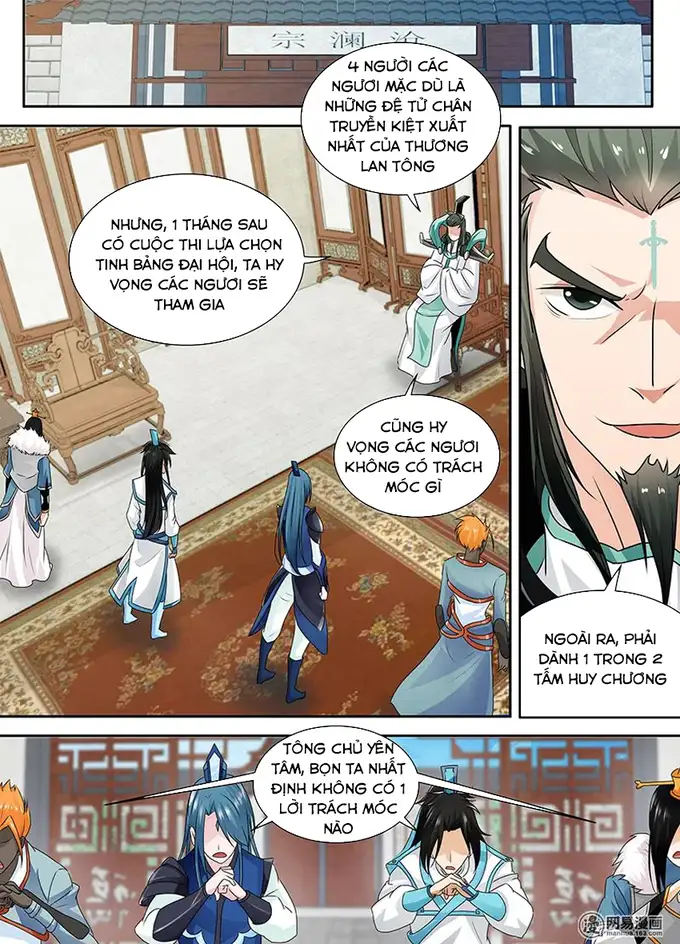 宗澜沧
4 NGƯỜI CÁC
NGƯƠI MẶC DÙ LÀ
NHỮNG ĐỆ TỬ CHÂN
TRUYỀN KIỆT XUẤT
NHẤT CỦA THƯƠNG
LAN TÔNG
NHƯNG, 1 THÁNG SAU
CÓ CUỘC THI LỰA CHỌN
TINH BẢNG ĐẠI HỘI, TA HY
VỌNG CÁC NGƯƠI SẼ
THAM GIA
CŨNG HY
VỌNG CÁC NGƯƠI
KHÔNG CÓ TRÁCH
MÓC GÌ
NGOÀI RA, PHẢI
DÀNH 1 TRONG 2
TẤM HUY CHƯƠNG
TÔNG CHỦ YÊN
TÂM, BỌN TA NHẤT
ĐỊNH KHÔNG CÓ 1
LỜI TRÁCH MÓC
NÀO
网易漫画
manhua.163.com